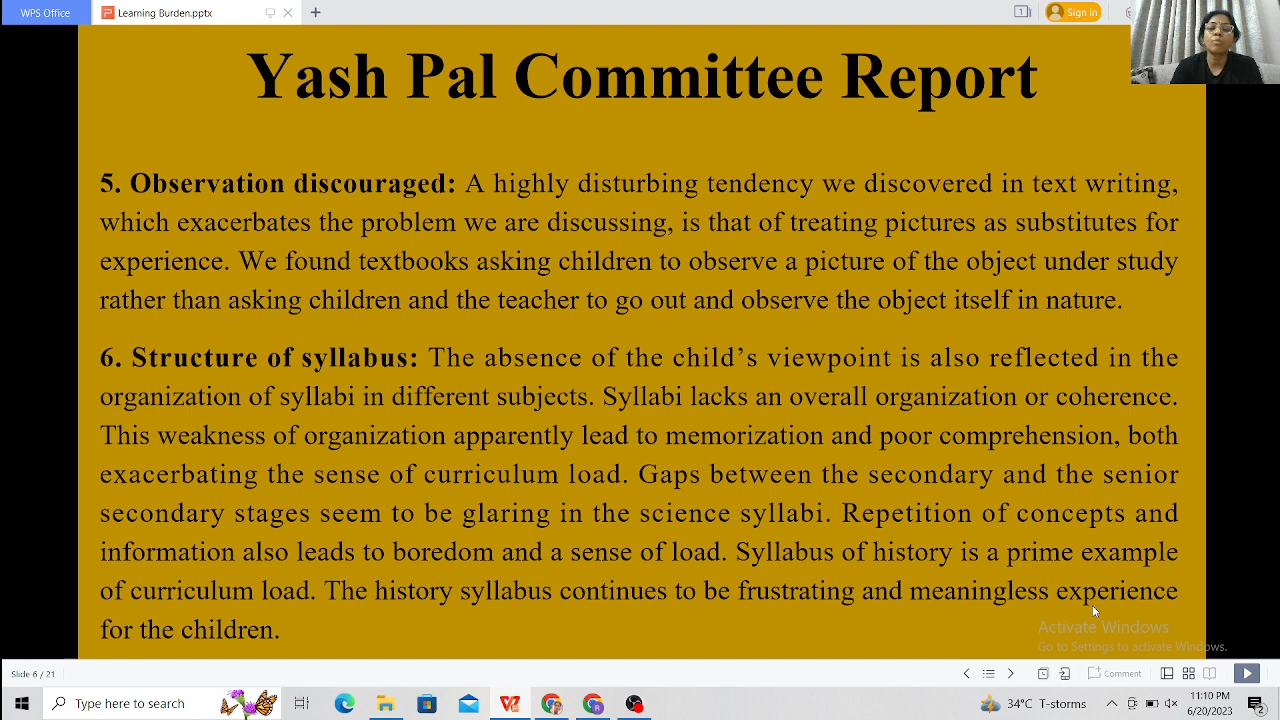 WPS Office
Learning Burden.pptx
Sign in
Yash Pal Committee Report
5. Observation discouraged: A highly disturbing tendency we discovered in text writing,
which exacerbates the problem we are discussing, is that of treating pictures as substitutes for
experience. We found textbooks asking children to observe a picture of the object under study
rather than asking children and the teacher to go out and observe the object itself in nature.
6. Structure of syllabus: The absence of the child’s viewpoint is also reflected in the
organization of syllabi in different subjects. Syllabi lacks an overall organization or coherence.
This weakness of organization apparently lead to memorization and poor comprehension, both
exacerbating the sense of curriculum load. Gaps between the secondary and the senior
secondary stages seem to be glaring in the science syllabi. Repetition of concepts and
information also leads to boredom and a sense of load. Syllabus of history is a prime example
of curriculum load. The history syllabus continues to be frustrating and meaningless experience
for the children.
Activate Windows
Go to Settings to activate Windows.
Slide 6 / 21
Comment
Type here to search
34°C T-storms
11:10 PM
6/20/2023
2